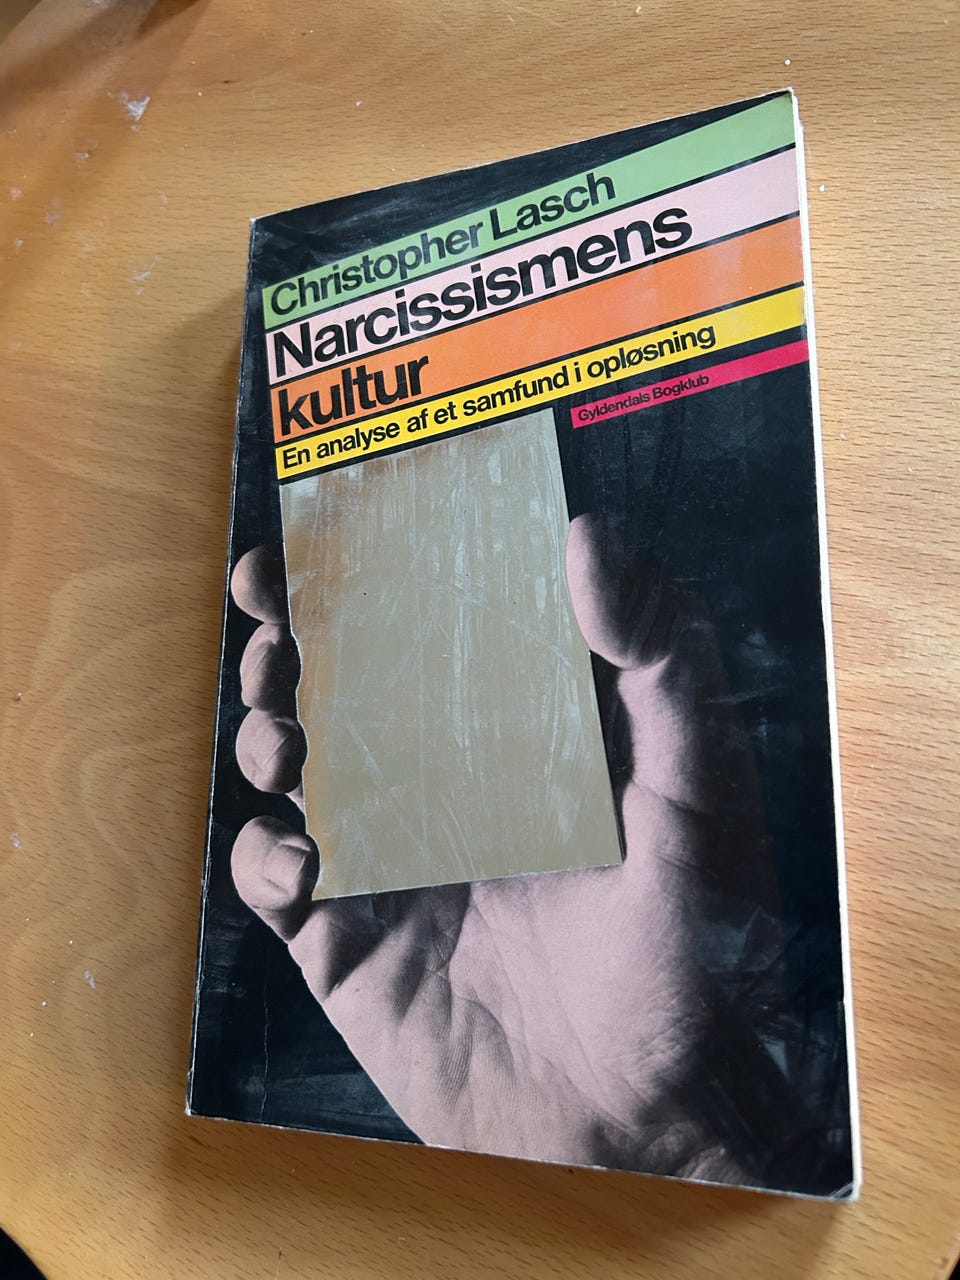 Christopher Lasch
Narcissismens
kultur
En analyse af et samfund i opløsning
Gyldendals Bogklub